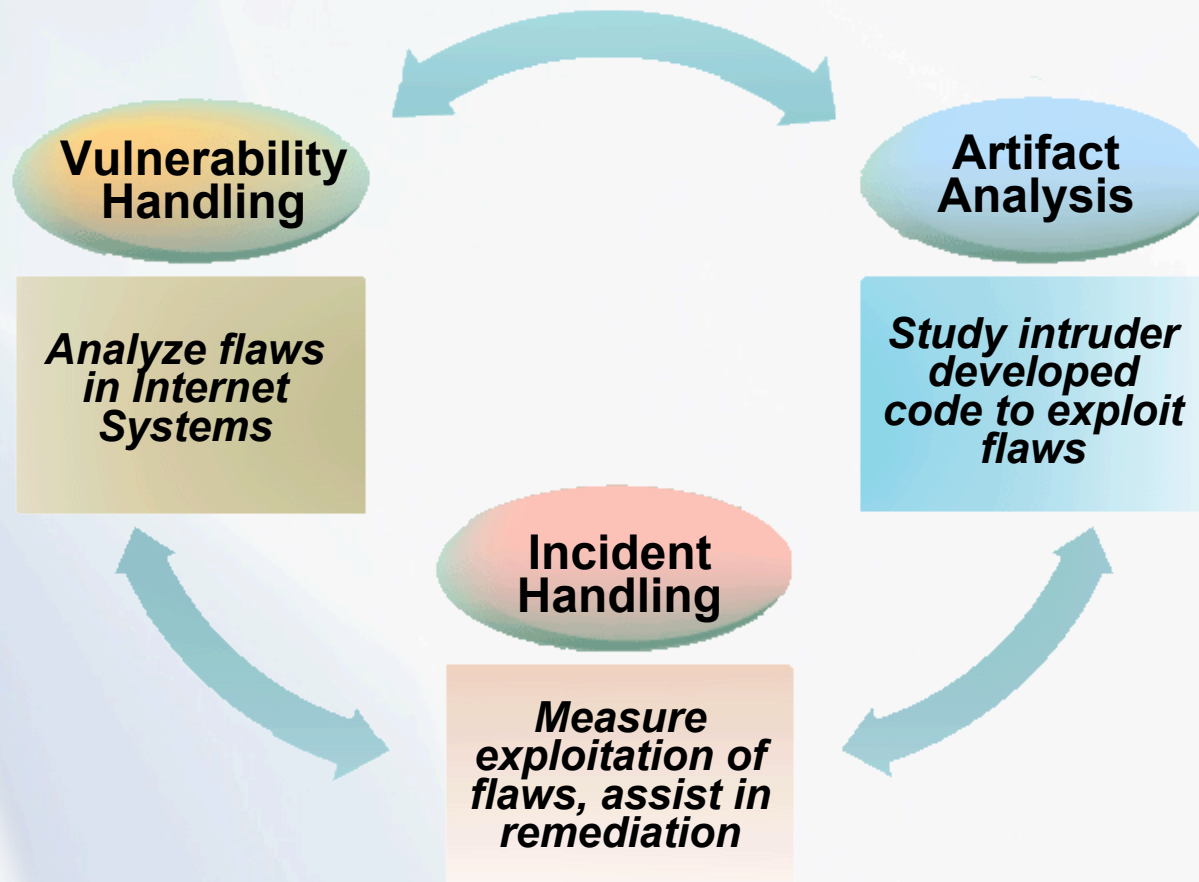 Vulnerability
Handling
Analyze flaws
in Internet
Systems
Artifact
Analysis
Study intruder
developed
code to exploit
flaws
Incident
Handling
Measure
exploitation of
flaws, assist in
remediation